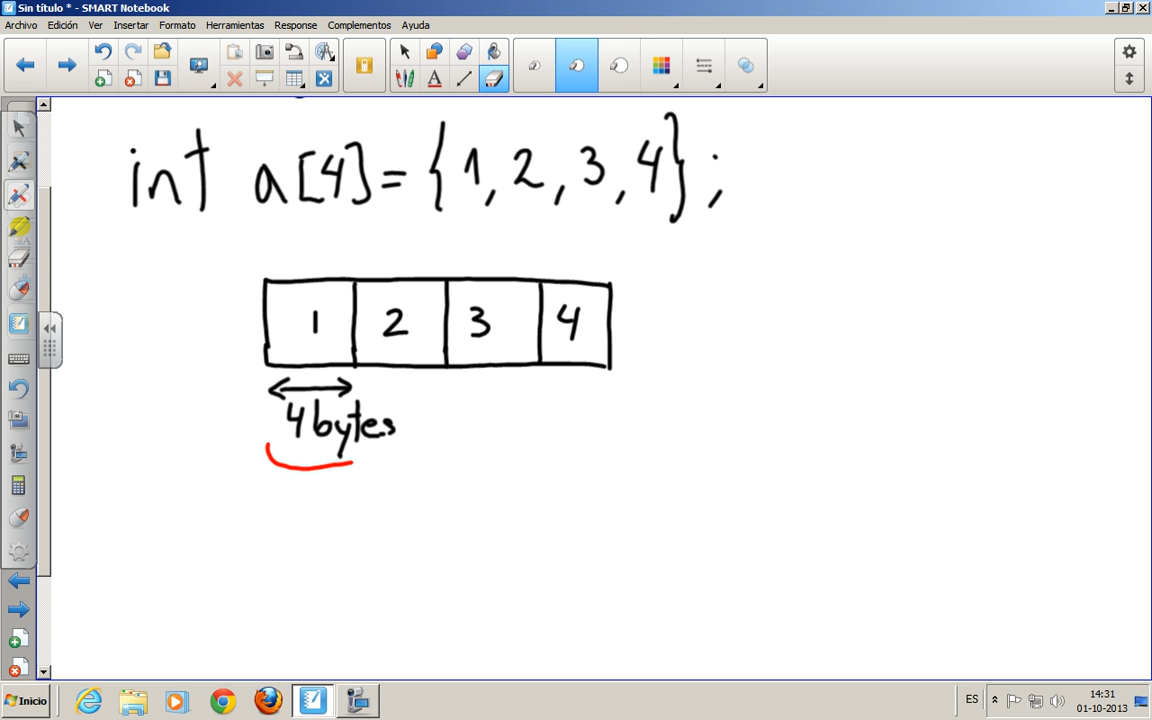 Sin título * - SMART Notebook
Archivo Edición Ver Insertar Formato Herramientas Response Complementos Ayuda
int a[4]={1,2,3,4};
1 2 3 4
4 bytes
Inicio
ES
14:31
01-10-2013